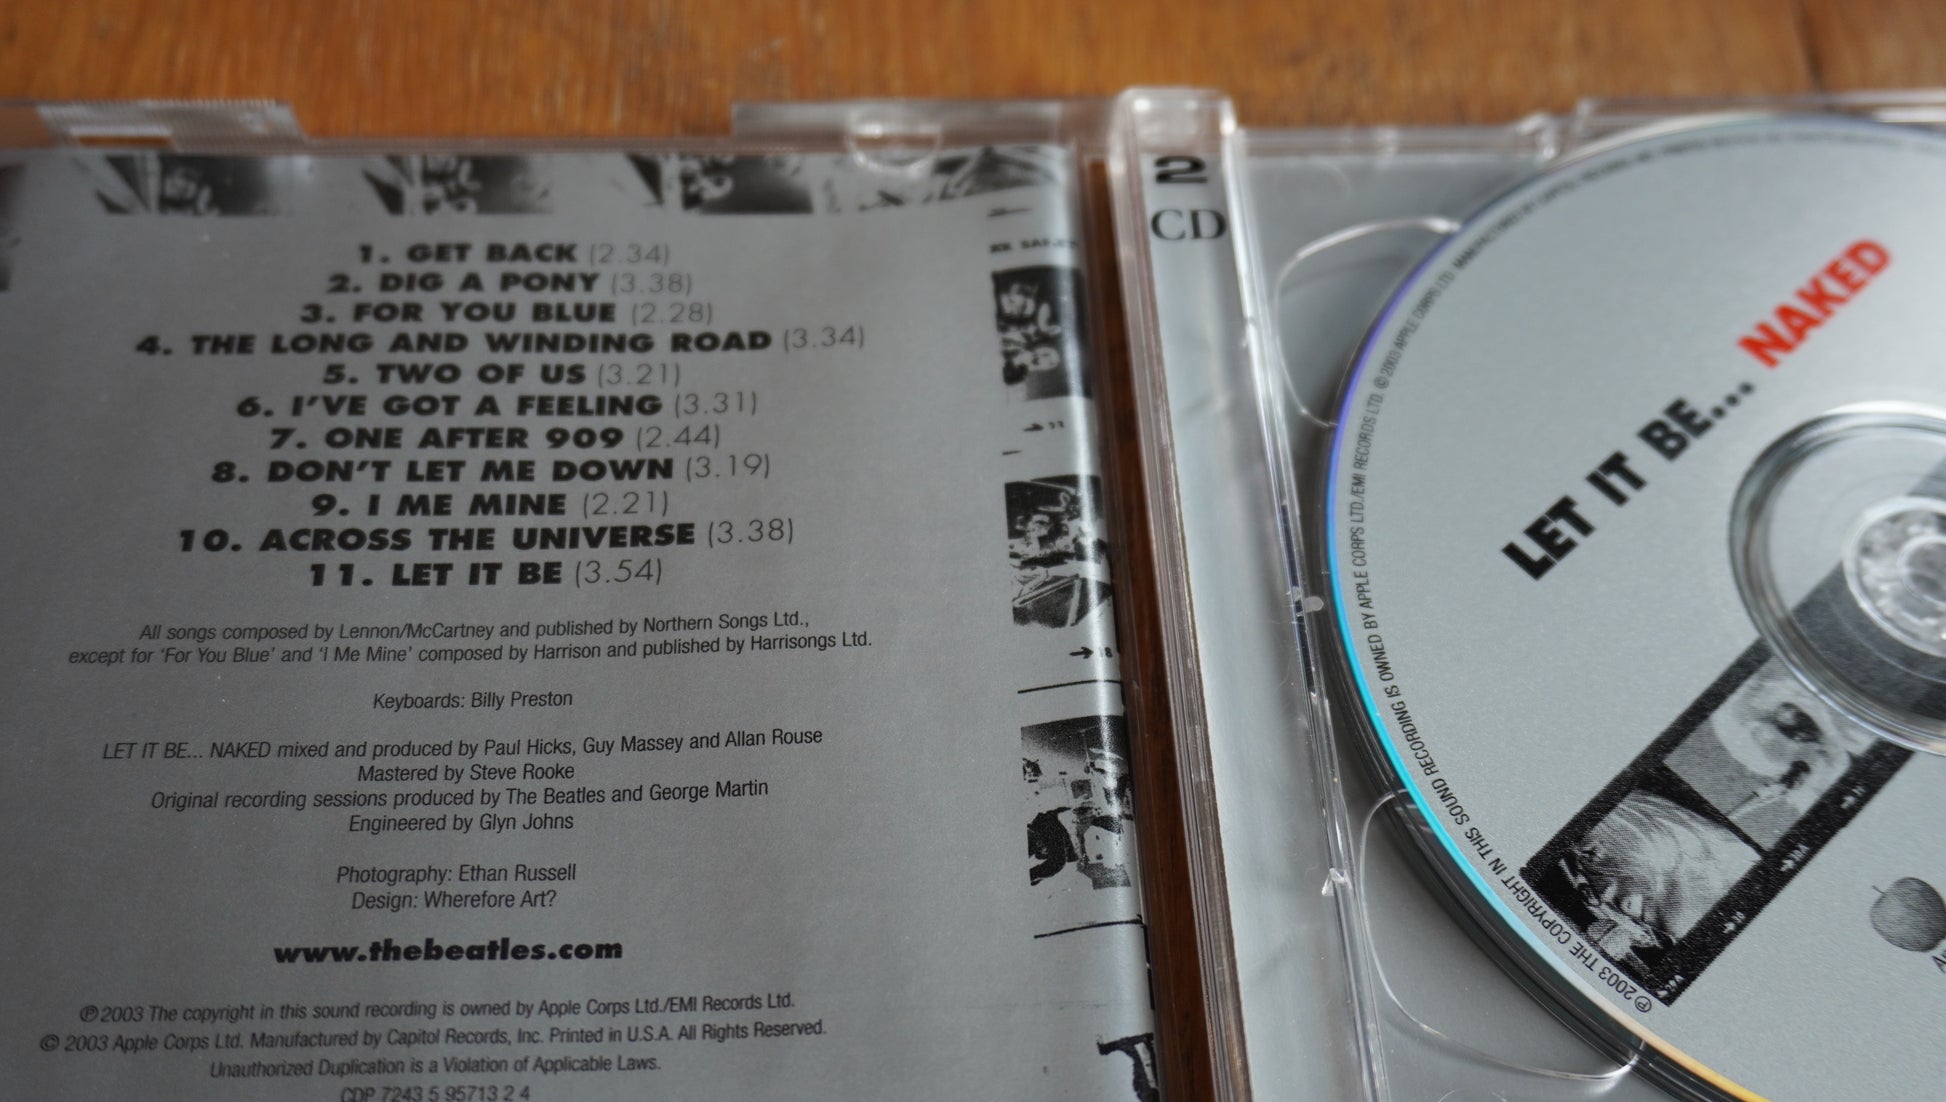 1. GET BACK (2.34)
2. DIG A PONY (3.38)
3. FOR YOU BLUE (2.28)
4. THE LONG AND WINDING ROAD (3.34)
5. TWO OF US (3.21)
6. I'VE GOT A FEELING (3.31)
7. ONE AFTER 909 (2.44)
8. DON'T LET ME DOWN (3.19)
9. I ME MINE (2.21)
10. ACROSS THE UNIVERSE (3.38)
11. LET IT BE (3.54)
All songs composed by Lennon/McCartney and published by Northern Songs Ltd.,
except for 'For You Blue' and 'I Me Mine' composed by Harrison and published by Harrisongs Ltd.
Keyboards: Billy Preston
LET IT BE... NAKED mixed and produced by Paul Hicks, Guy Massey and Allan Rouse
Mastered by Steve Rooke
Original recording sessions produced by The Beatles and George Martin
Engineered by Glyn Johns
Photography: Ethan Russell
Design: Wherefore Art?
www.thebeatles.com
℗ 2003 The copyright in this sound recording is owned by Apple Corps Ltd./EMI Records Ltd.
© 2003 Apple Corps Ltd. Manufactured by Capitol Records, Inc. Printed in U.S.A. All Rights Reserved.
Unauthorized Duplication is a Violation of Applicable Laws.
CDP 7243 5 95713 2 4
2
CD
LET IT BE... NAKED
℗ 2003 THE COPYRIGHT IN THIS SOUND RECORDING IS OWNED BY APPLE CORPS LTD./EMI RECORDS LTD. © 2003 APPLE CORPS LTD.